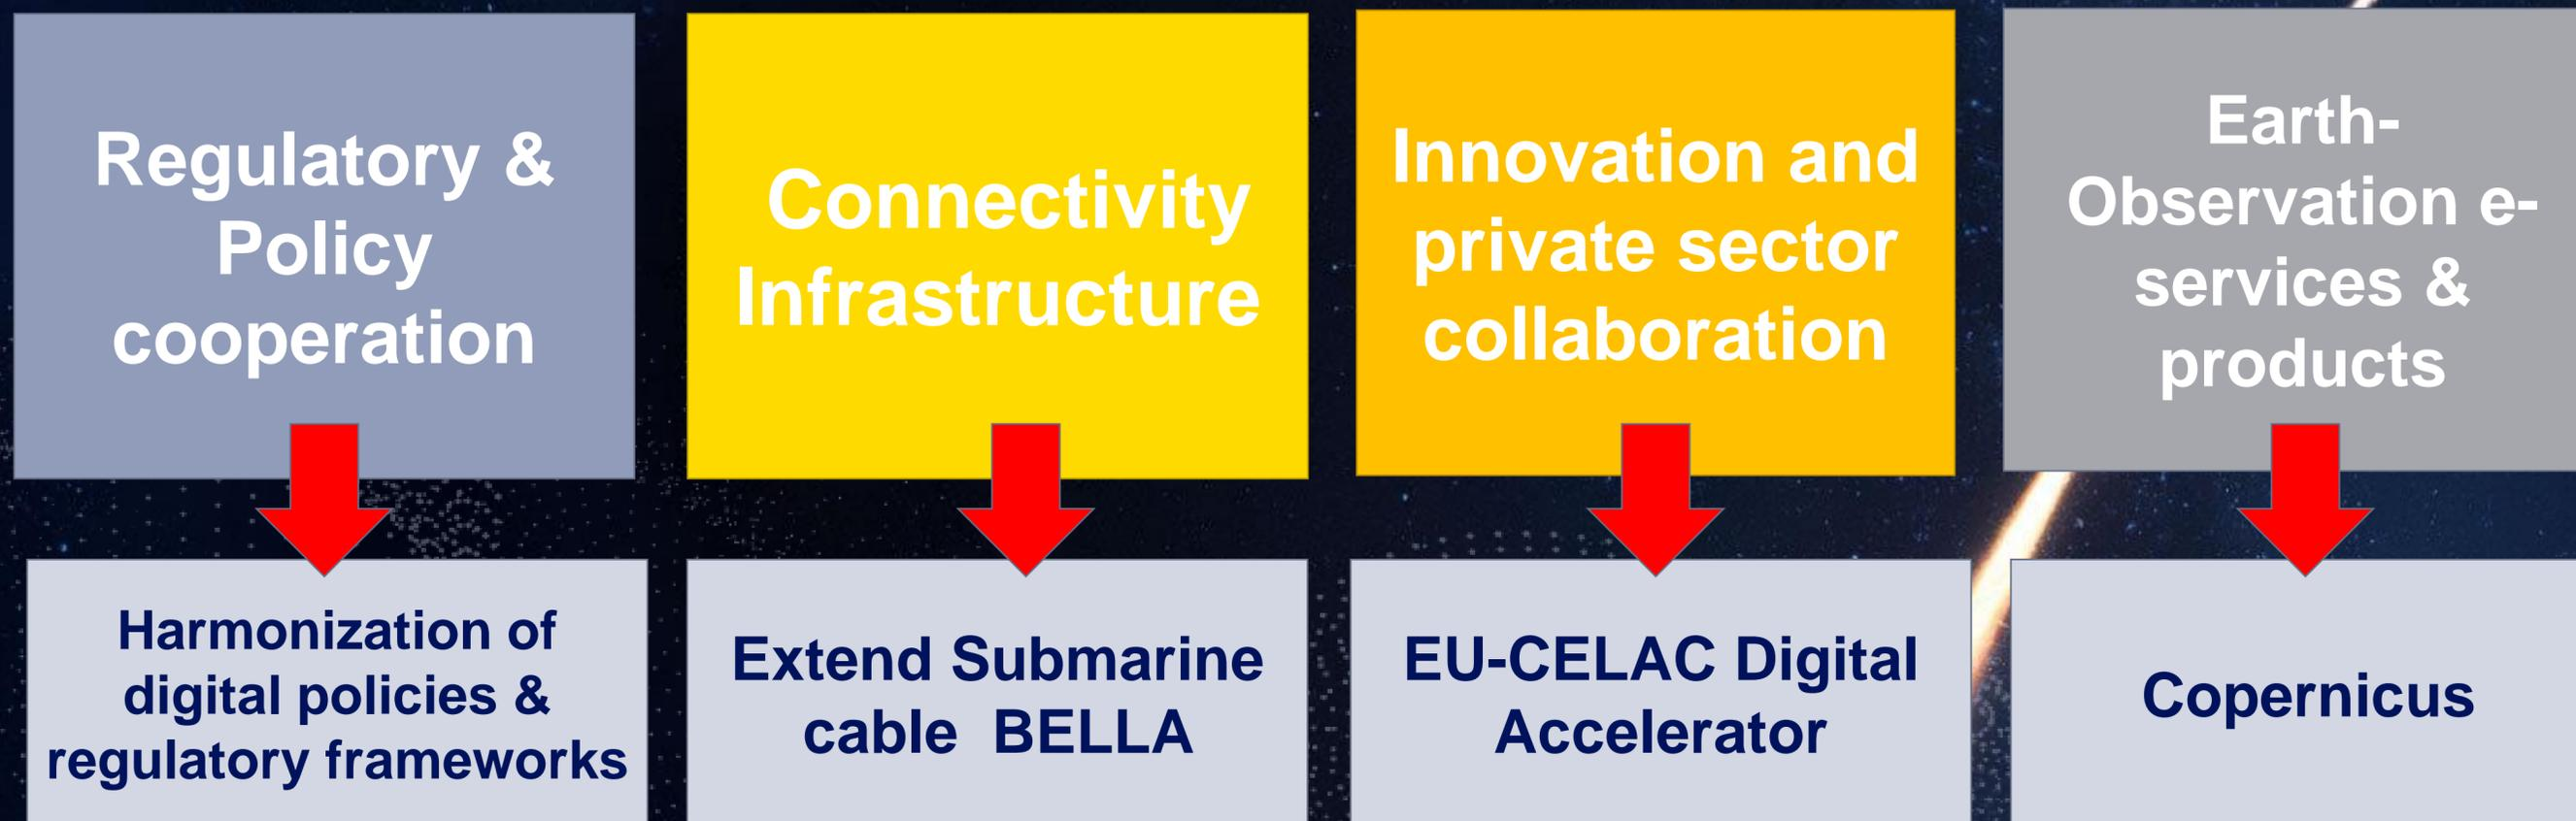 Regulatory &
Policy
cooperation
Connectivity
Infrastructure
Innovation and
private sector
collaboration
Earth-
Observation e-
services &
products
Harmonization of
digital policies &
regulatory frameworks
Extend Submarine
cable  BELLA
EU-CELAC Digital
Accelerator
Copernicus